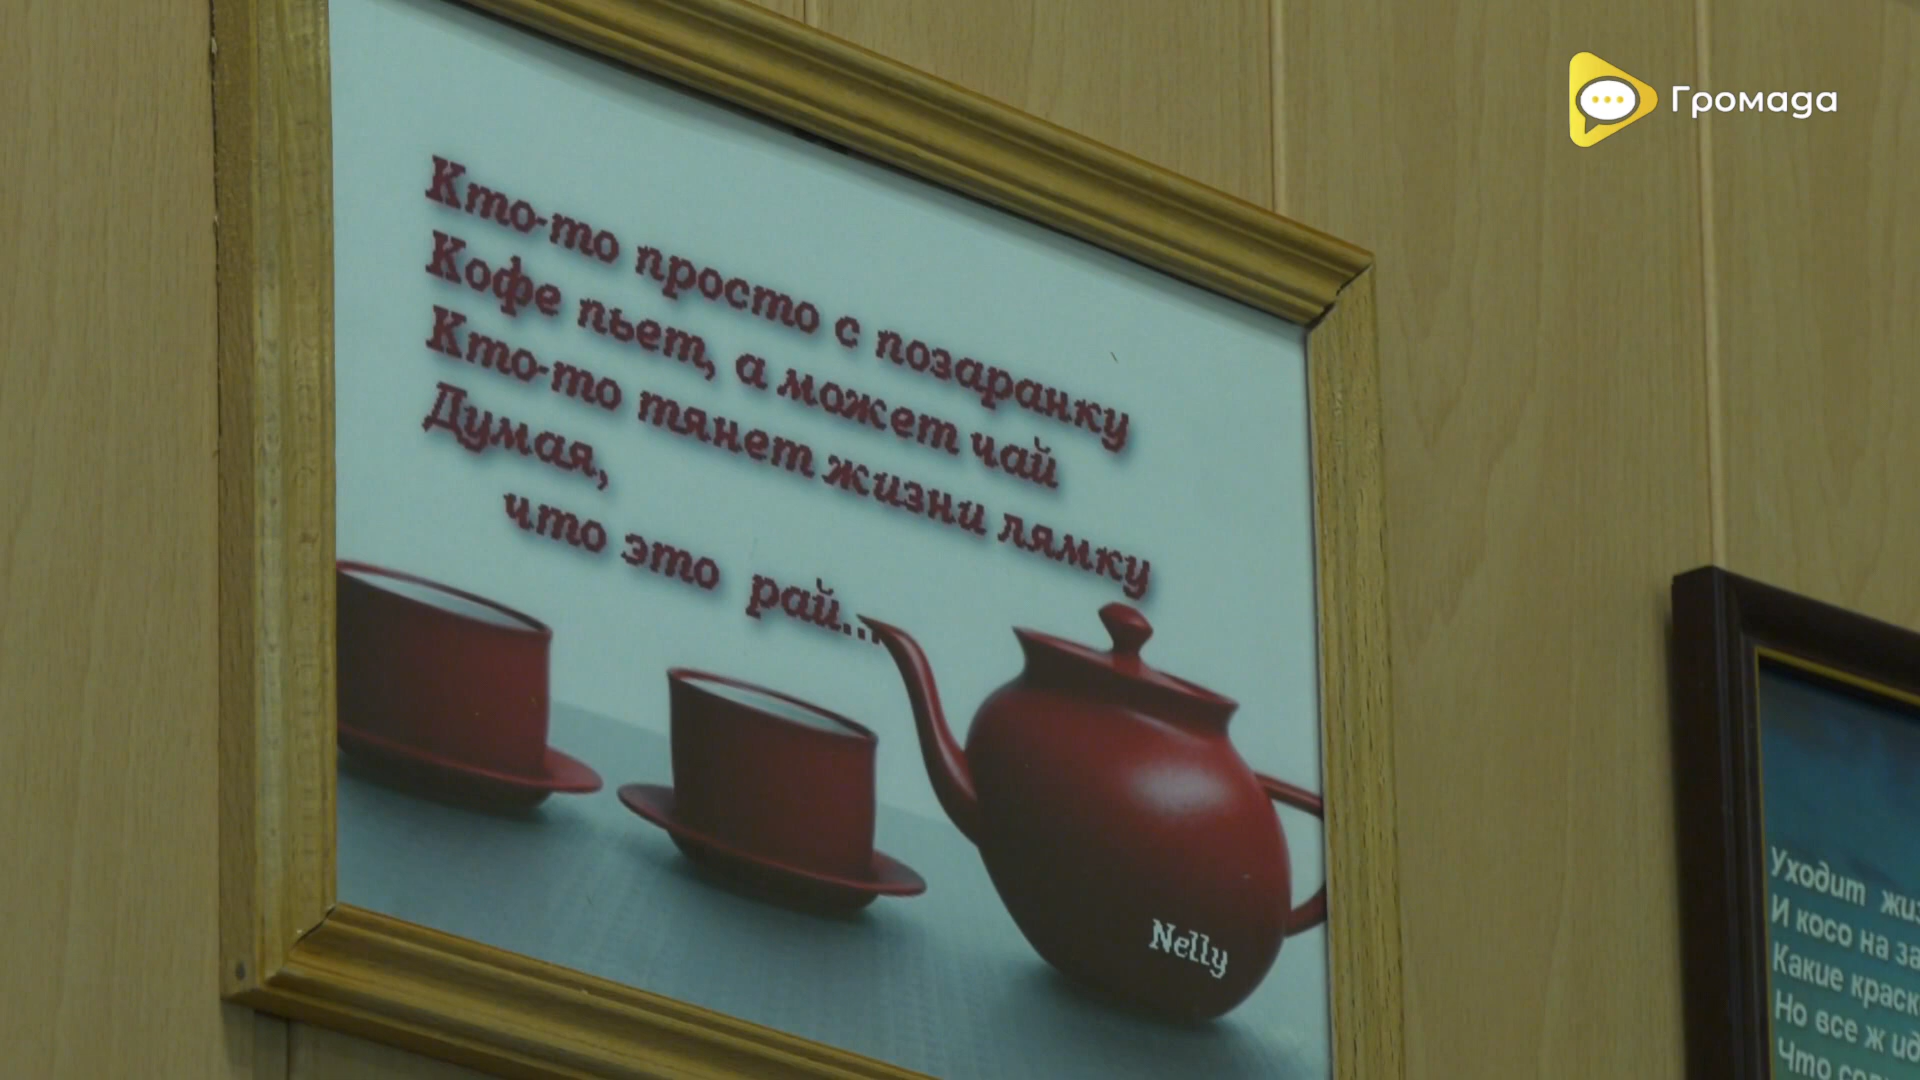 Громада
Кто-то просто с позаранку
Кофе пьет, а может чай
Кто-то тянет жизни лямку
Думая,
что это рай...
Nelly
Уходит
И косо на
Какие
Но все ж
Что